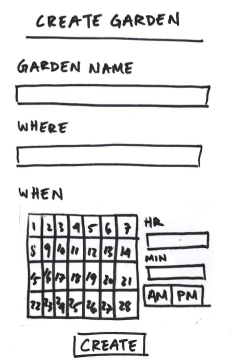 CREATE GARDEN
GARDEN NAME
WHERE
WHEN
1 2 3 4 5 6 7
8 9 10 11 12 13 14
15 16 17 18 19 20 21
22 23 24 25 26 27 28
HR
MIN
AM PM
CREATE